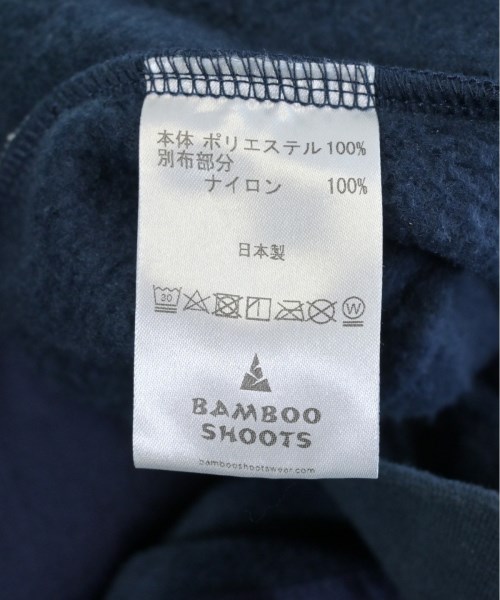 本体 ポリエステル 100%
別布部分
ナイロン 100%
日本製
30 W
BAMBOO
SHOOTS
bambooshootswear.com